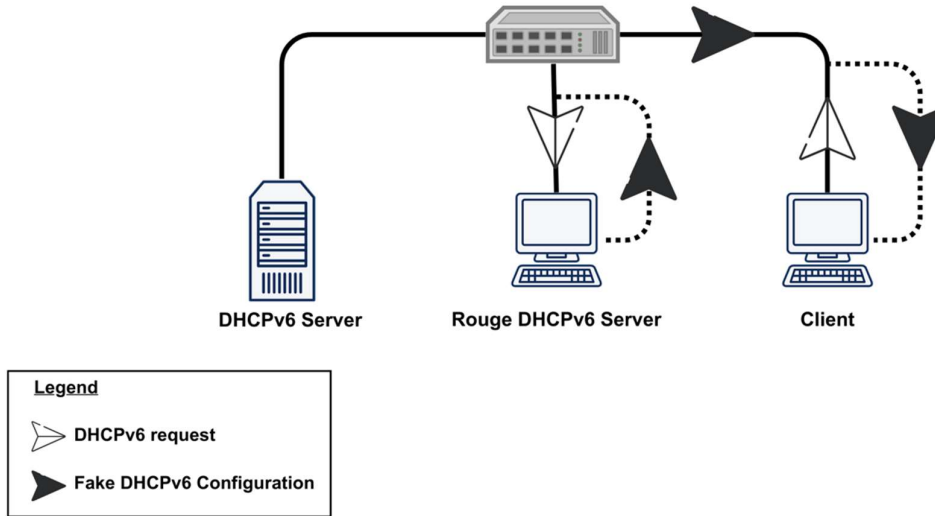 DHCPv6 Server
Rouge DHCPv6 Server
Client
Legend
DHCPv6 request
Fake DHCPv6 Configuration